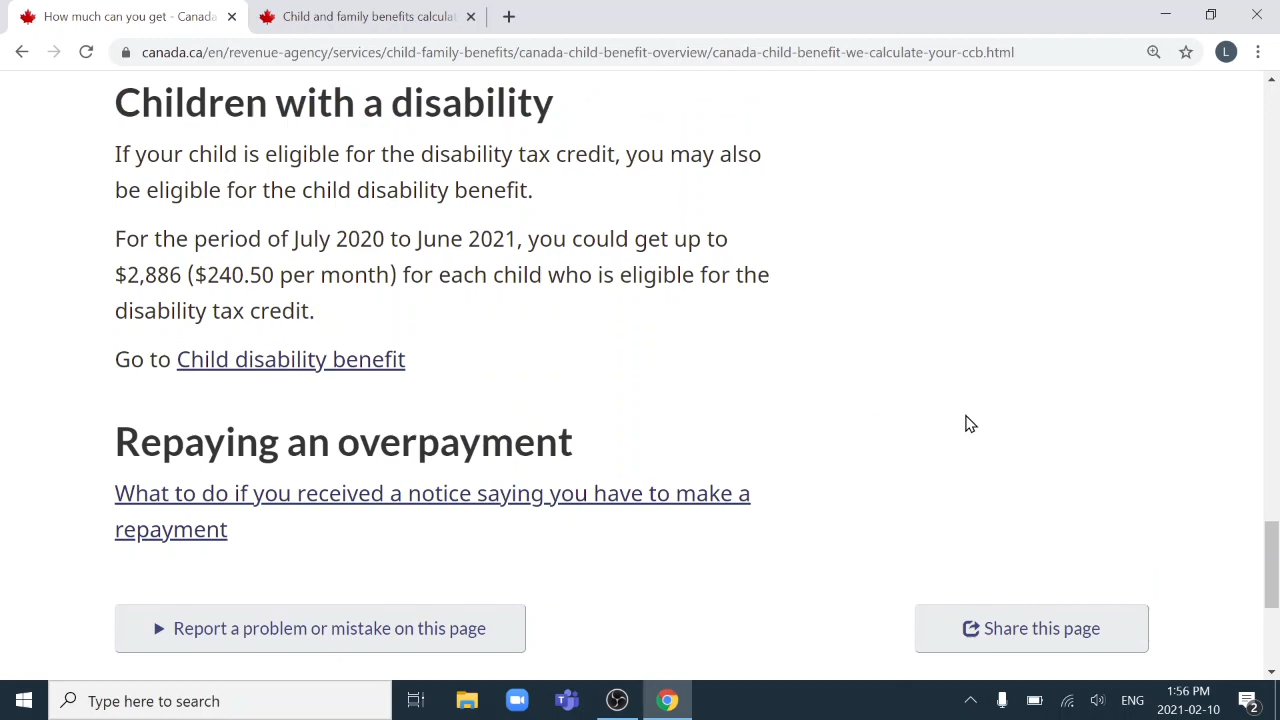 How much can you get - Canada
Child and family benefits calculat
canada.ca/en/revenue-agency/services/child-family-benefits/canada-child-benefit-overview/canada-child-benefit-we-calculate-your-ccb.html
L
Children with a disability
If your child is eligible for the disability tax credit, you may also
be eligible for the child disability benefit.
For the period of July 2020 to June 2021, you could get up to
$2,886 ($240.50 per month) for each child who is eligible for the
disability tax credit.
Go to Child disability benefit
Repaying an overpayment
What to do if you received a notice saying you have to make a
repayment
Report a problem or mistake on this page
Share this page
Type here to search
ENG
1:56 PM
2021-02-10
2